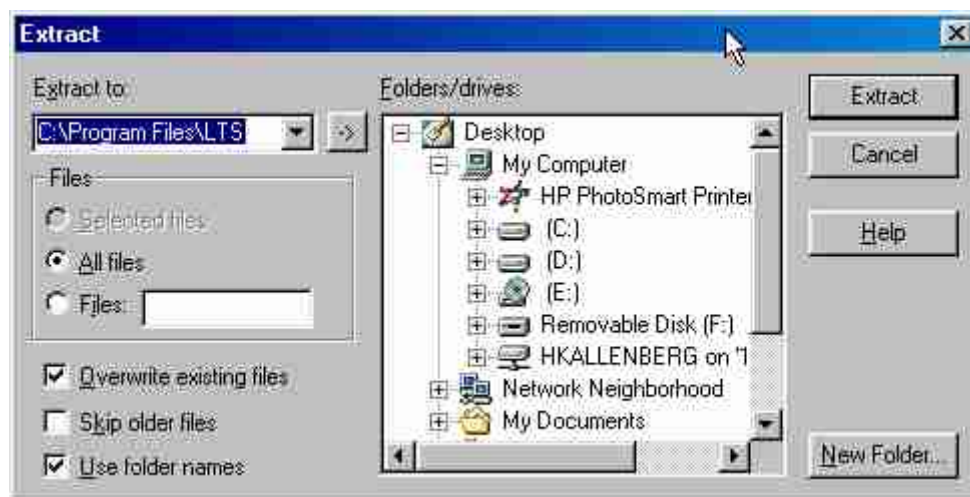 Extract
Extract to:
C:\Program Files\LTS
->
Files
Selected files
All files
Files:
Overwrite existing files
Skip older files
Use folder names
Folders/drives:
Desktop
My Computer
HP PhotoSmart Printer
(C:)
(D:)
(E:)
Removable Disk (F:)
HKALLENBERG on
Network Neighborhood
My Documents
Extract
Cancel
Help
New Folder...